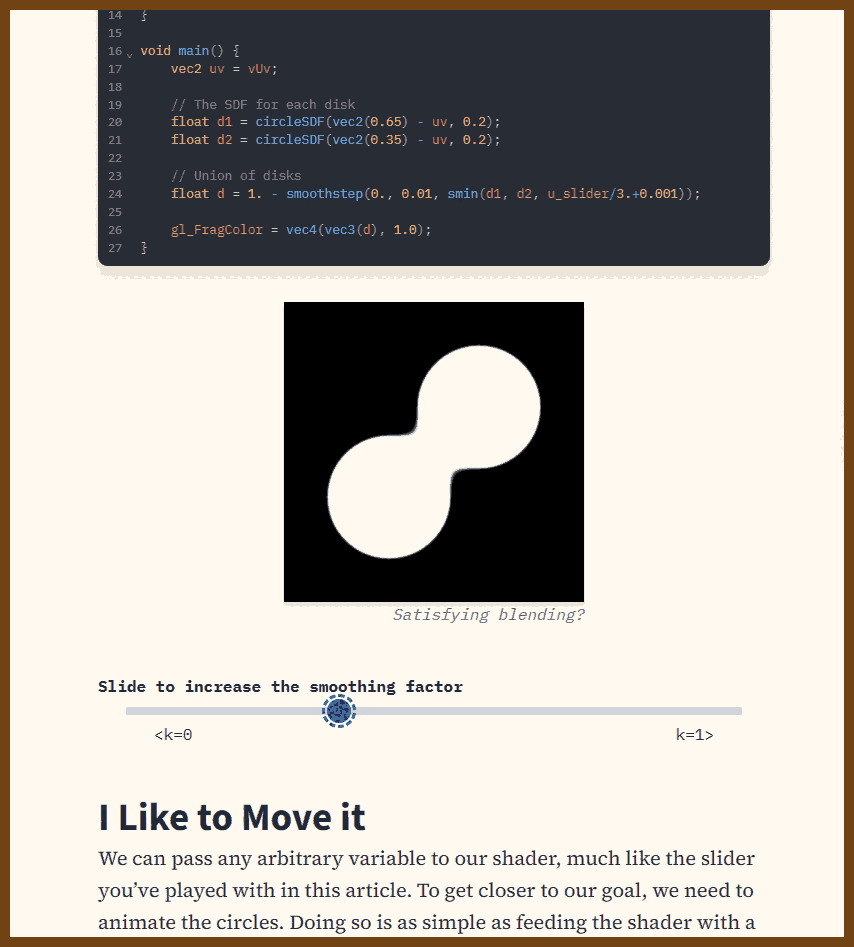 14 }
15
16 void main() {
17 vec2 uv = vUv;
18
19 // The SDF for each disk
20 float d1 = circleSDF(vec2(0.65) - uv, 0.2);
21 float d2 = circleSDF(vec2(0.35) - uv, 0.2);
22
23 // Union of disks
24 float d = 1. - smoothstep(0., 0.01, smin(d1, d2, u_slider/3.+0.001));
25
26 gl_FragColor = vec4(vec3(d), 1.0);
27 }
Satisfying blending?
Slide to increase the smoothing factor
<k=0 k=1>
I Like to Move it
We can pass any arbitrary variable to our shader, much like the slider
you’ve played with in this article. To get closer to our goal, we need to
animate the circles. Doing so is as simple as feeding the shader with a